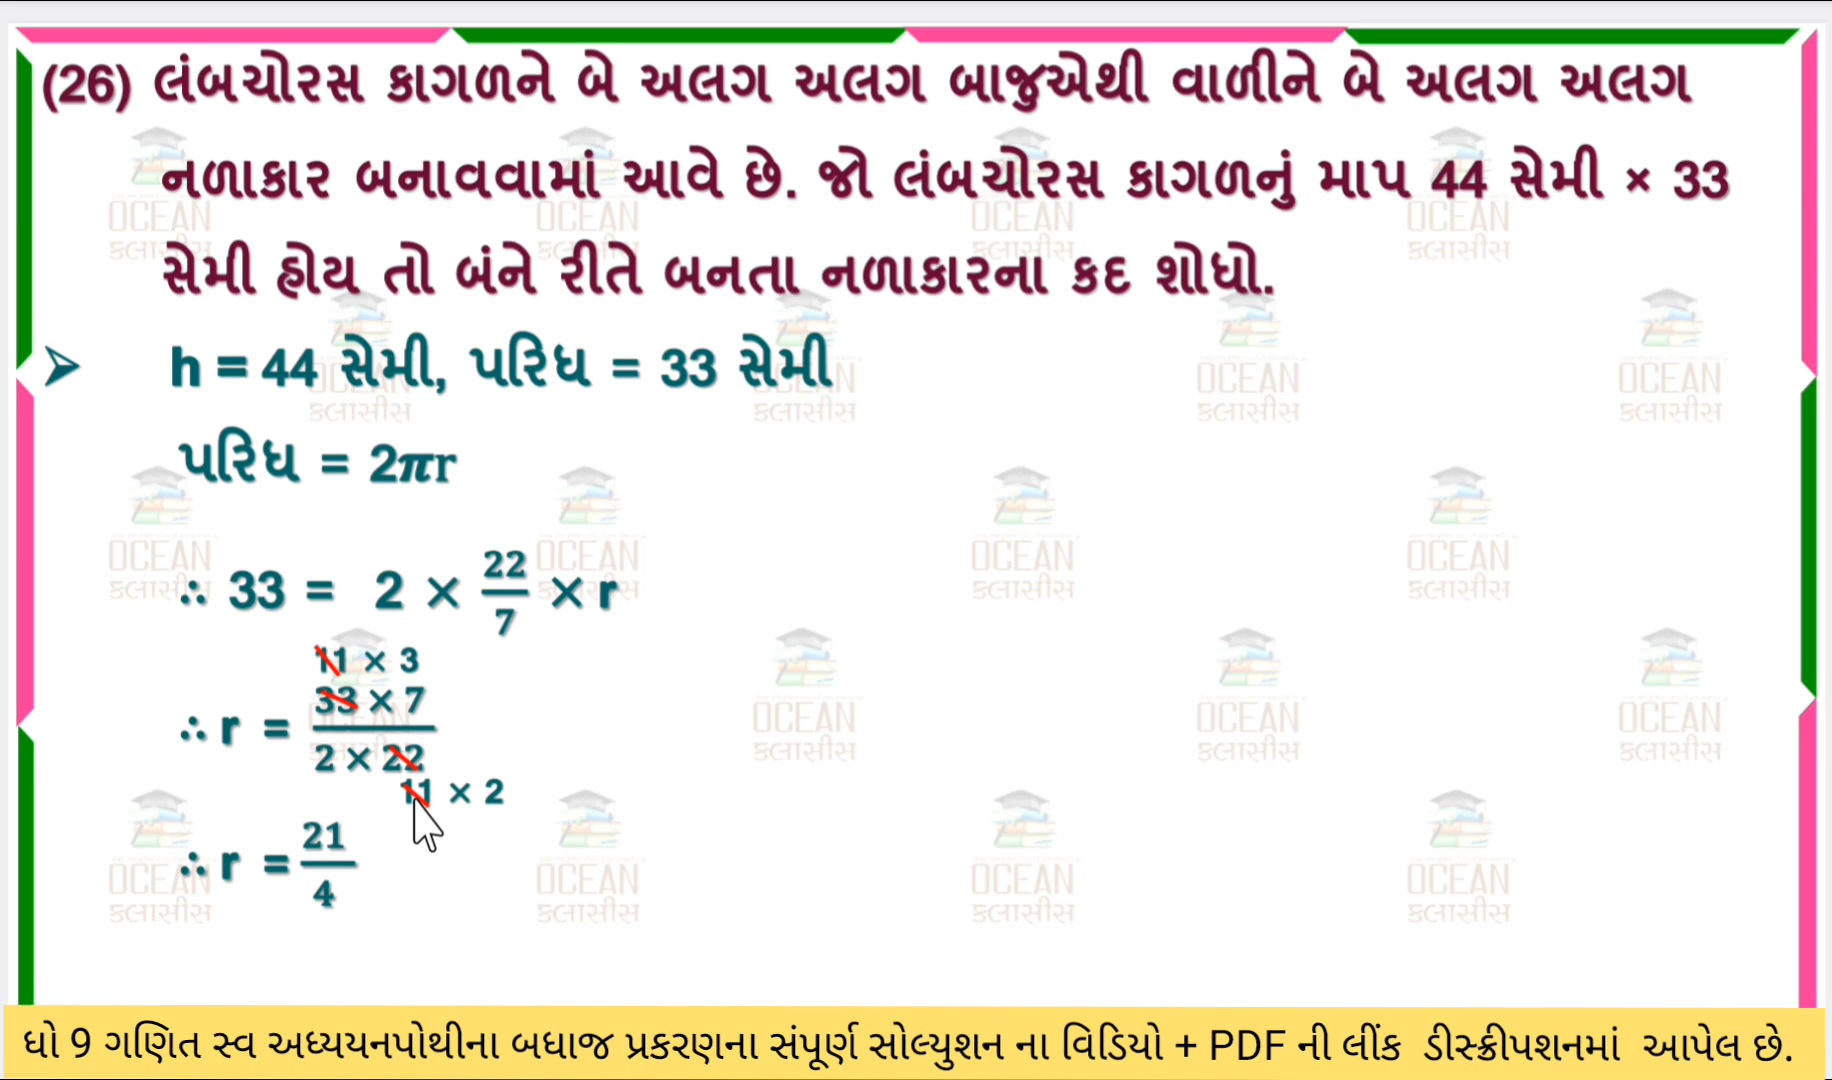 (26) લંબચોરસ કાગળને બે અલગ અલગ બાજુએથી વાળીને બે અલગ અલગ
નળાકાર બનાવવામાં આવે છે. જો લંબચોરસ કાગળનું માપ 44 સેમી × 33
સેમી હોય તો બંને રીતે બનતા નળાકારના કદ શોધો.
➢ h = 44 સેમી, પરિધ = 33 સેમી
પરિધ = 2πr
∴ 33 = 2 × 22/7 × r
11 × 3
∴ r = 33 × 7 / 2 × 22
11 × 2
∴ r = 21/4
OCEAN
ક્લાસીસ
ધો 9 ગણિત સ્વ અધ્યયનપોથીના બધાજ પ્રકરણના સંપૂર્ણ સોલ્યુશન ના વિડિયો + PDF ની લીંક ડીસ્ક્રીપશનમાં આપેલ છે.